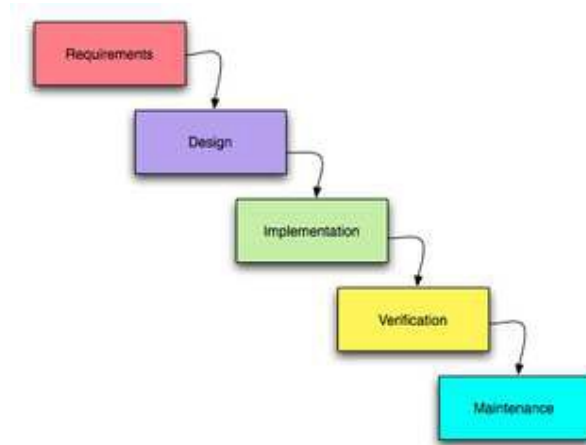 Requirements
Design
Implementation
Verification
Maintenance